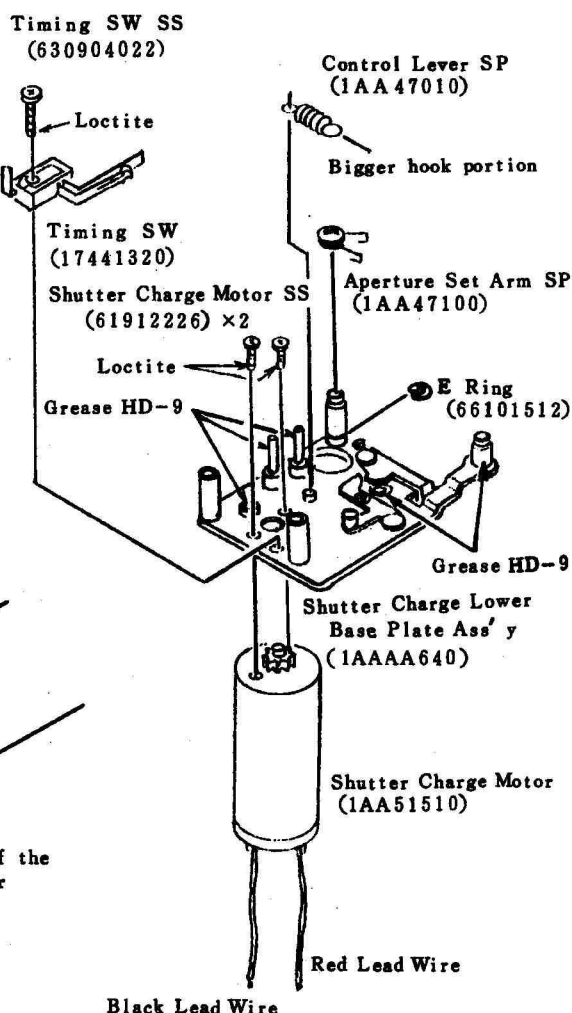 Timing SW SS
(630904022)
Control Lever SP
(1AA47010)
Loctite
Bigger hook portion
Timing SW
(17441320)
Aperture Set Arm SP
(1AA47100)
Shutter Charge Motor SS
(61912226) ×2
Loctite
E Ring
(66101512)
Grease HD-9
Grease HD-9
Shutter Charge Lower
Base Plate Ass'y
(1AAAA640)
Shutter Charge Motor
(1AA51510)
f the
r
Red Lead Wire
Black Lead Wire